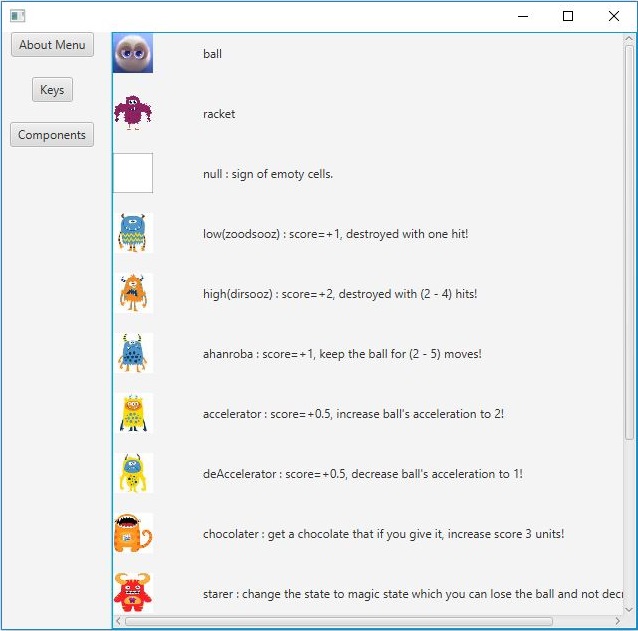 About Menu
Keys
Components
ball
racket
null : sign of emoty cells.
low(zoodsooz) : score=+1, destroyed with one hit!
high(dirsooz) : score=+2, destroyed with (2 - 4) hits!
ahanroba : score=+1, keep the ball for (2 - 5) moves!
accelerator : score=+0.5, increase ball's acceleration to 2!
deAccelerator : score=+0.5, decrease ball's acceleration to 1!
chocolater : get a chocolate that if you give it, increase score 3 units!
starer : change the state to magic state which you can lose the ball and not decr